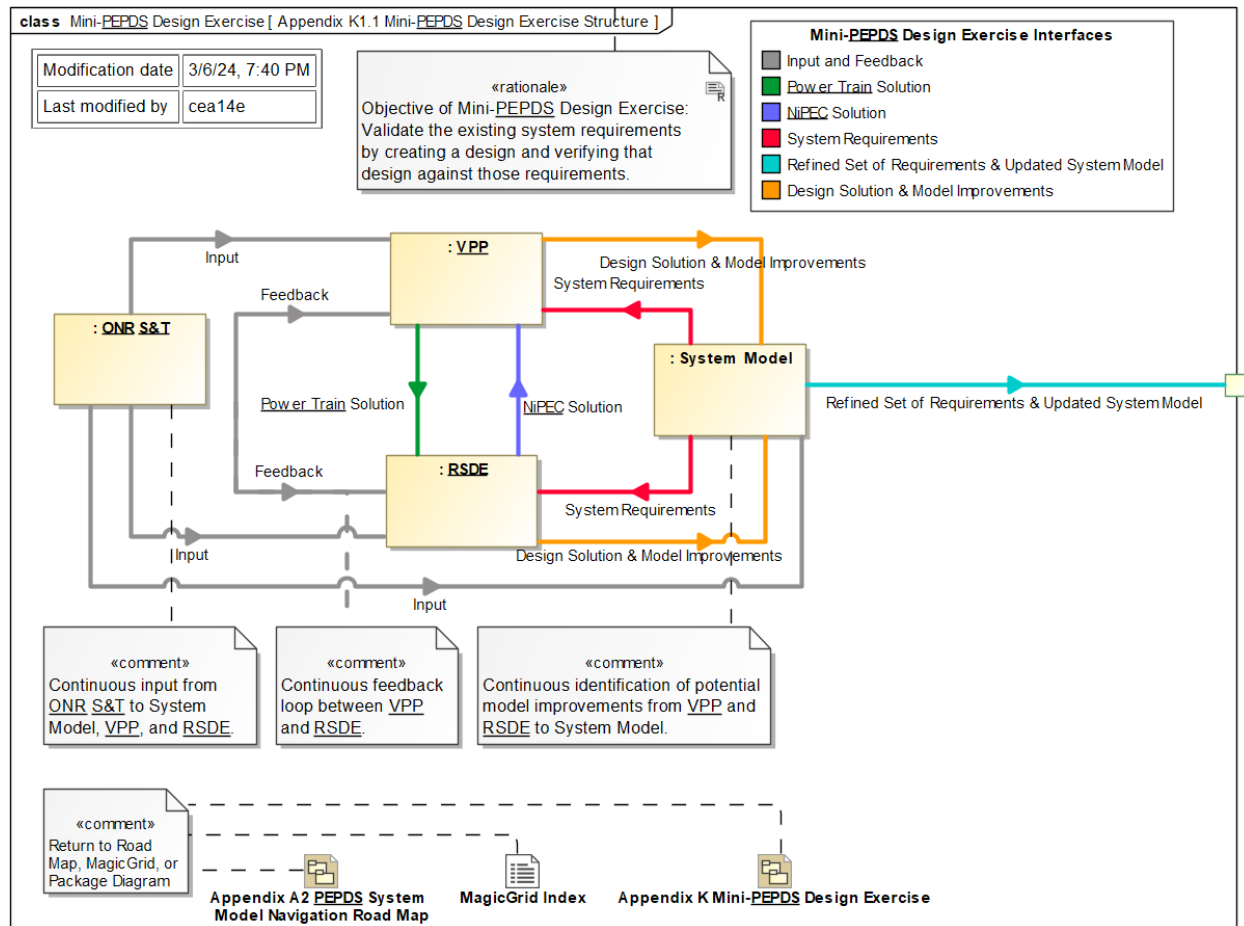 class Mini-PEPDS Design Exercise [ Appendix K1.1 Mini-PEPDS Design Exercise Structure ]
Modification date 3/6/24, 7:40 PM
Last modified by cea14e
«rationale»
R
Objective of Mini-PEPDS Design Exercise:
Validate the existing system requirements
by creating a design and verifying that
design against those requirements.
Mini-PEPDS Design Exercise Interfaces
Input and Feedback
Power Train Solution
NiPEC Solution
System Requirements
Refined Set of Requirements & Updated System Model
Design Solution & Model Improvements
: VPP
Input
Design Solution & Model Improvements
System Requirements
Feedback
: ONR S&T
: System Model
Power Train Solution
NiPEC Solution
Refined Set of Requirements & Updated System Model
Feedback
: RSDE
System Requirements
Input
Design Solution & Model Improvements
Input
«comment»
Continuous input from
ONR S&T to System
Model, VPP, and RSDE.
«comment»
Continuous feedback
loop between VPP
and RSDE.
«comment»
Continuous identification of potential
model improvements from VPP and
RSDE to System Model.
«comment»
Return to Road
Map, MagicGrid, or
Package Diagram
Appendix A2 PEPDS System
Model Navigation Road Map
MagicGrid Index
Appendix K Mini-PEPDS Design Exercise